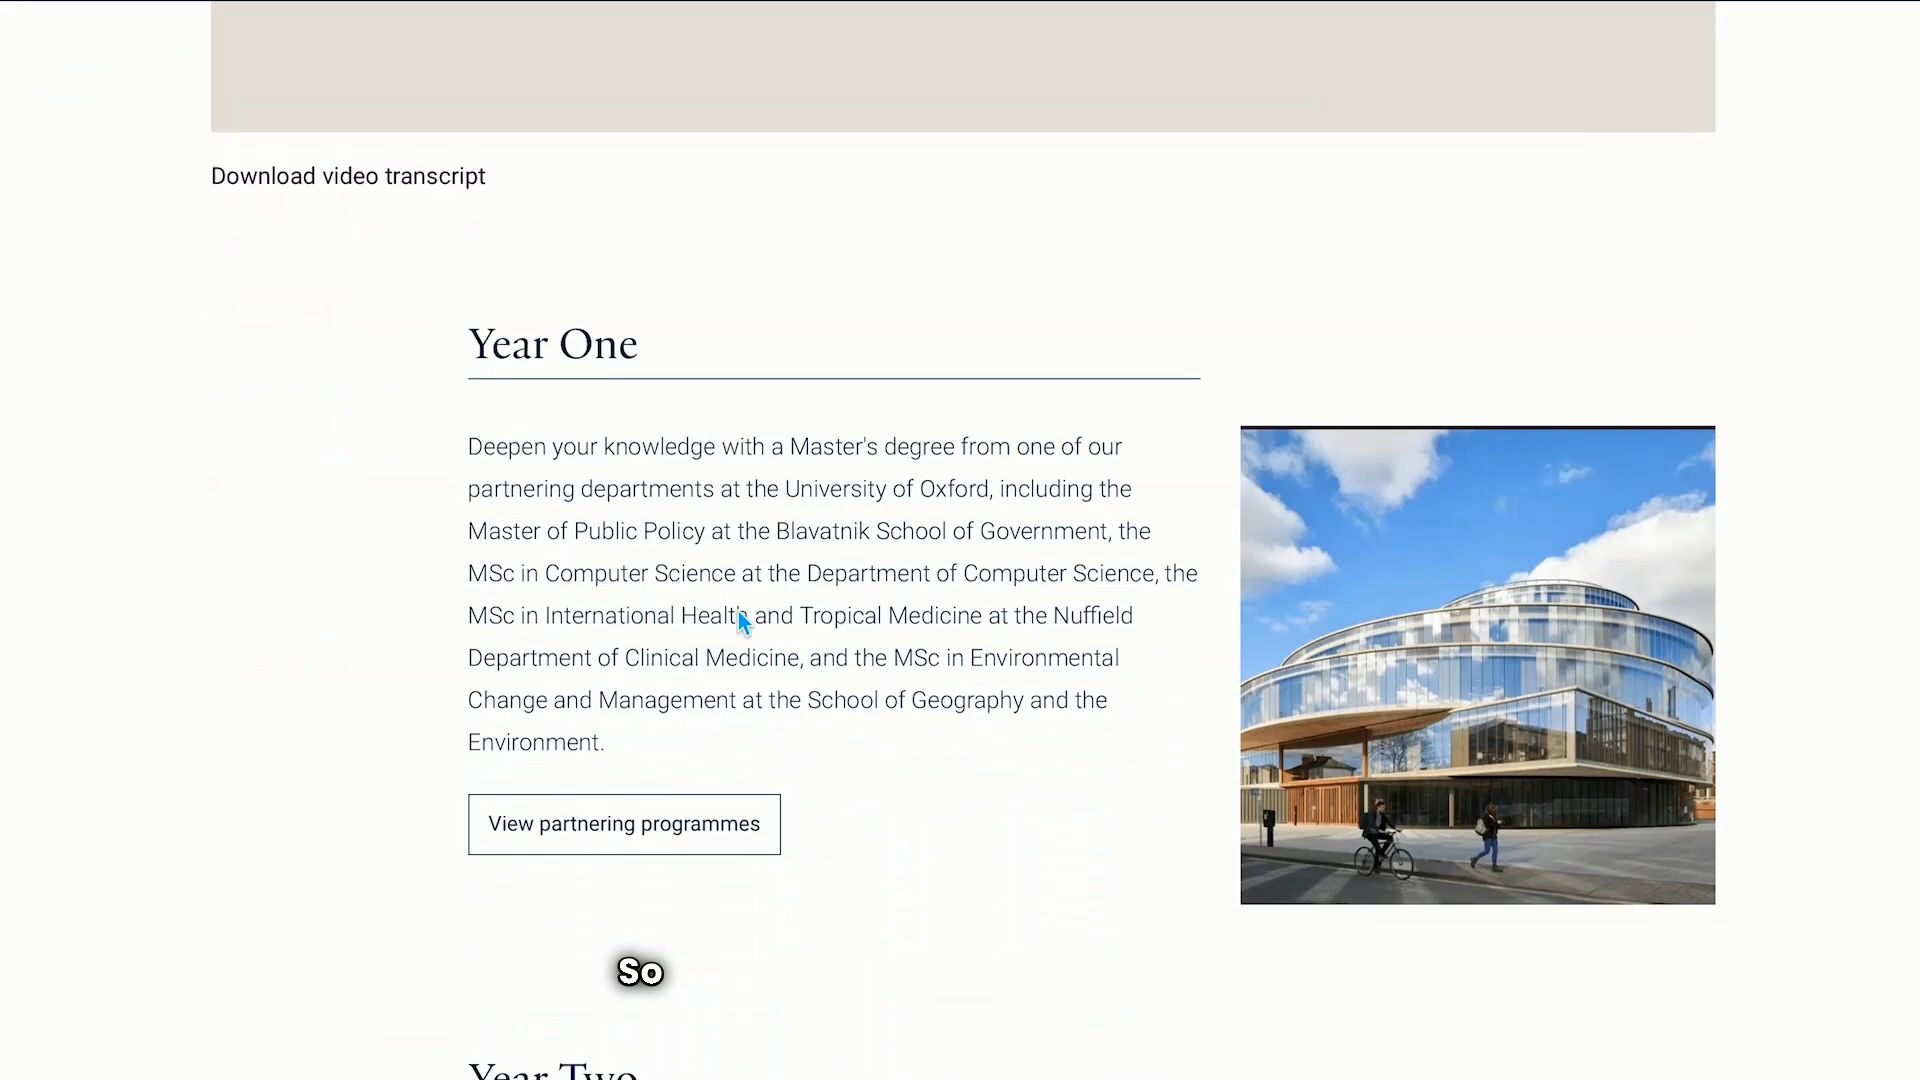 Download video transcript
Year One
Deepen your knowledge with a Master's degree from one of our
partnering departments at the University of Oxford, including the
Master of Public Policy at the Blavatnik School of Government, the
MSc in Computer Science at the Department of Computer Science, the
MSc in International Health and Tropical Medicine at the Nuffield
Department of Clinical Medicine, and the MSc in Environmental
Change and Management at the School of Geography and the
Environment.
View partnering programmes
So
Year Two